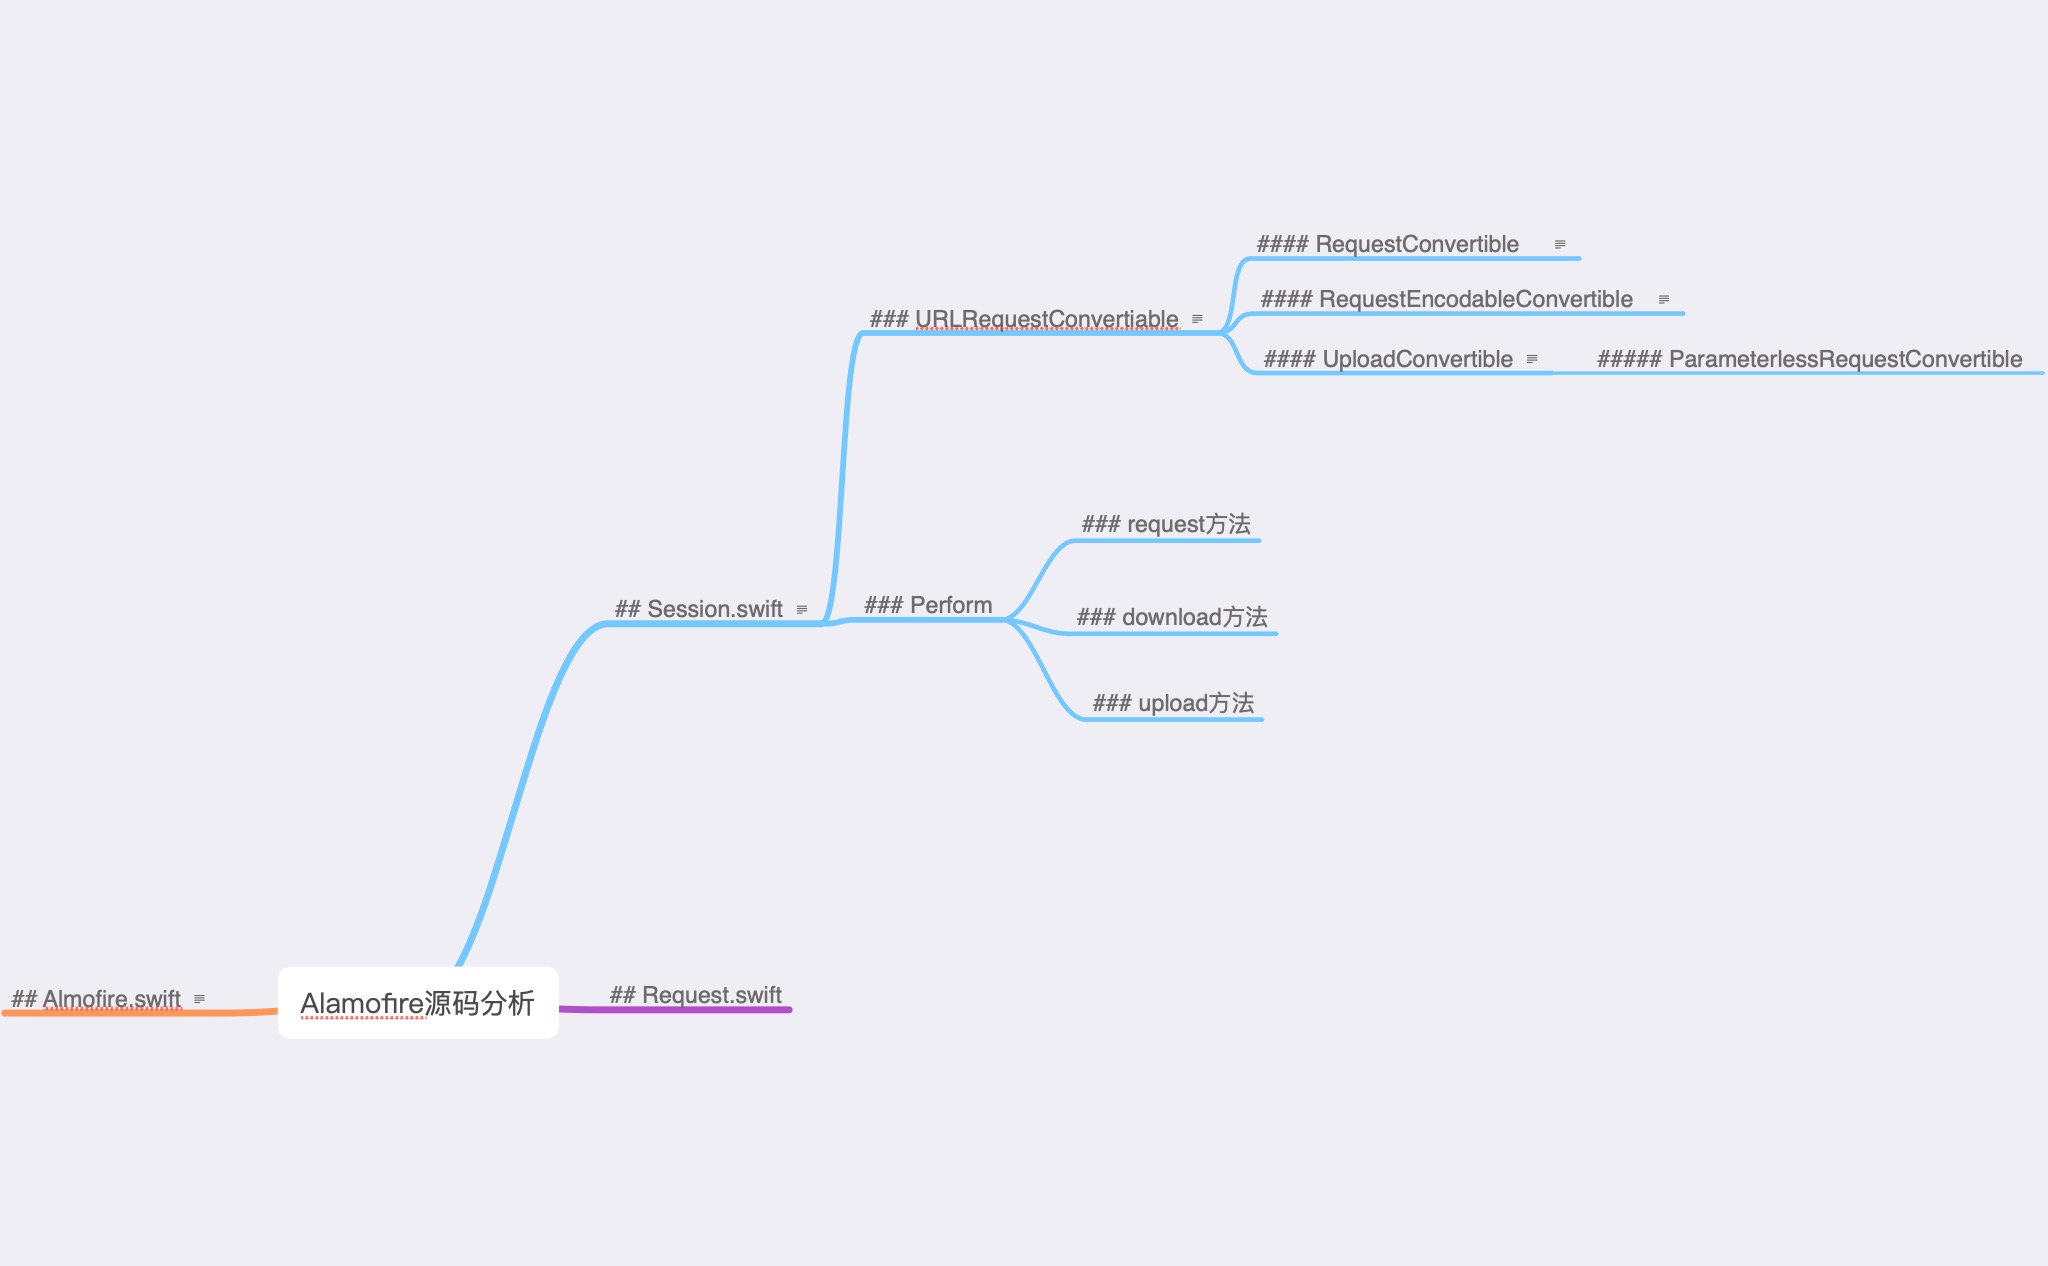 #### RequestConvertible
#### RequestEncodableConvertible
### URLRequestConvertiable
#### UploadConvertible
##### ParameterlessRequestConvertible
### request方法
## Session.swift
### Perform
### download方法
### upload方法
## Almofire.swift
Alamofire源码分析
## Request.swift